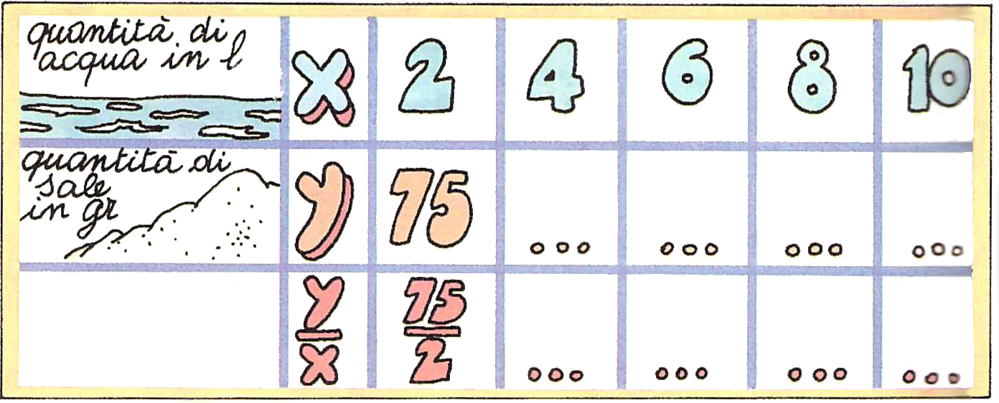 quantità di
acqua in l
x 2 4 6 8 10
quantità di
sale
in gr
y 75 ... ... ... ...
y/x 75/2 ... ... ... ...